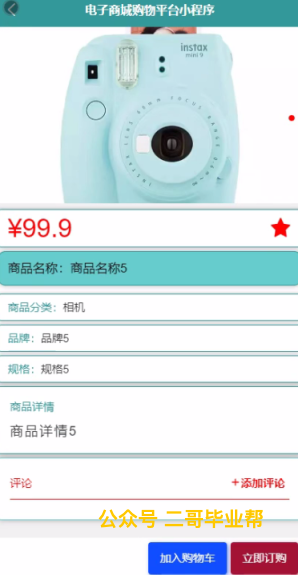 电子商城购物平台小程序
instax
mini 9
¥99.9
商品名称：商品名称5
商品分类：相机
品牌：品牌5
规格：规格5
商品详情
商品详情5
评论
+添加评论
公众号 二哥毕业帮
加入购物车
立即订购